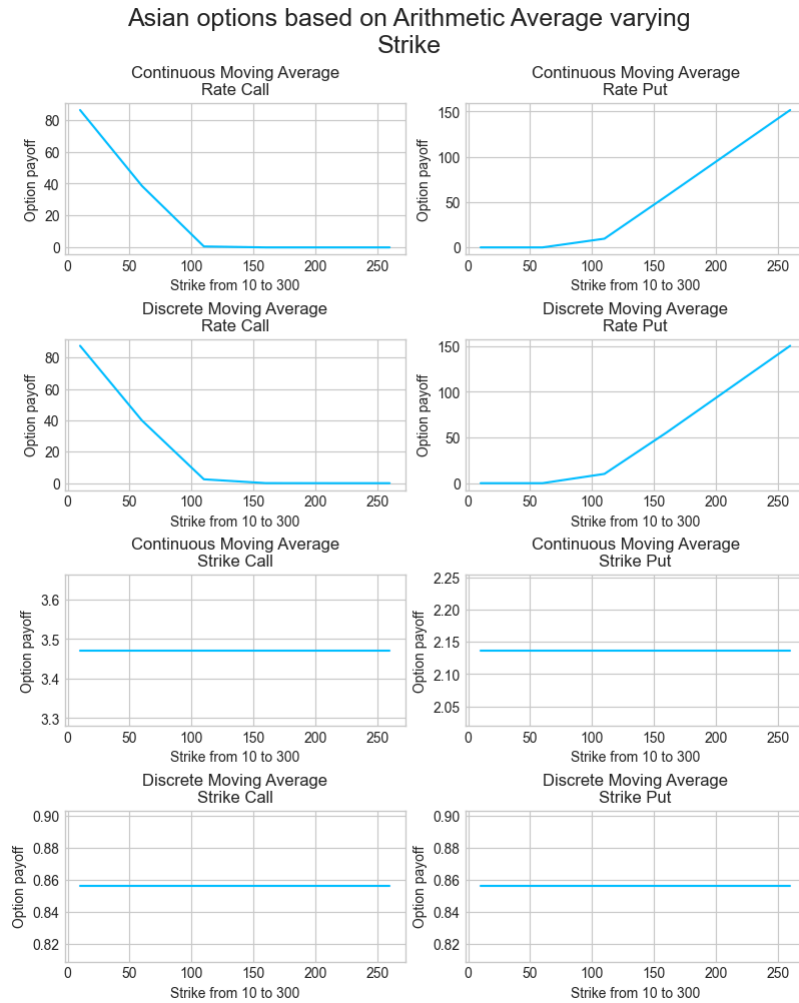 Asian options based on Arithmetic Average varying
Strike
Continuous Moving Average
Rate Call
Option payoff
80
60
40
20
0
0 50 100 150 200 250
Strike from 10 to 300
Continuous Moving Average
Rate Put
Option payoff
150
100
50
0
0 50 100 150 200 250
Strike from 10 to 300
Discrete Moving Average
Rate Call
Option payoff
80
60
40
20
0
0 50 100 150 200 250
Strike from 10 to 300
Discrete Moving Average
Rate Put
Option payoff
150
100
50
0
0 50 100 150 200 250
Strike from 10 to 300
Continuous Moving Average
Strike Call
Option payoff
3.6
3.5
3.4
3.3
0 50 100 150 200 250
Strike from 10 to 300
Continuous Moving Average
Strike Put
Option payoff
2.25
2.20
2.15
2.10
2.05
0 50 100 150 200 250
Strike from 10 to 300
Discrete Moving Average
Strike Call
Option payoff
0.90
0.88
0.86
0.84
0.82
0 50 100 150 200 250
Strike from 10 to 300
Discrete Moving Average
Strike Put
Option payoff
0.90
0.88
0.86
0.84
0.82
0 50 100 150 200 250
Strike from 10 to 300